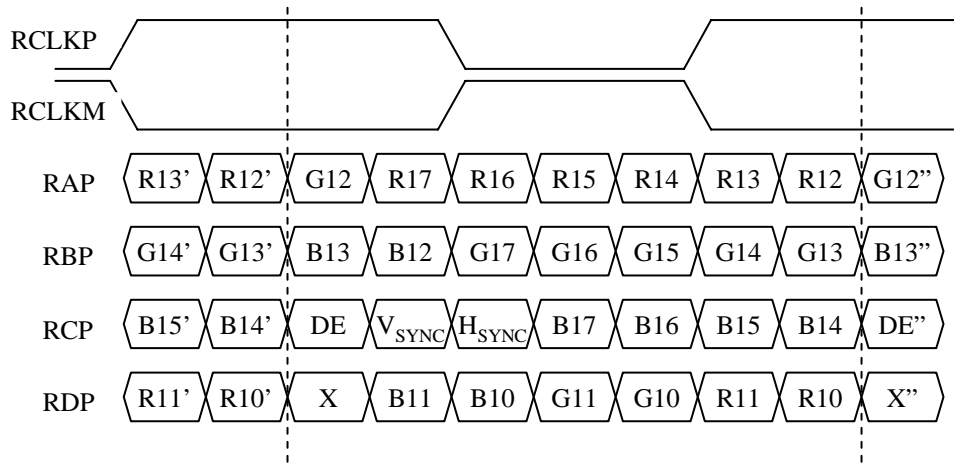 RCLKP
RCLKM
RAP R13’ R12’ G12 R17 R16 R15 R14 R13 R12 G12”
RBP G14’ G13’ B13 B12 G17 G16 G15 G14 G13 B13”
RCP B15’ B14’ DE VSYNC HSYNC B17 B16 B15 B14 DE”
RDP R11’ R10’ X B11 B10 G11 G10 R11 R10 X”